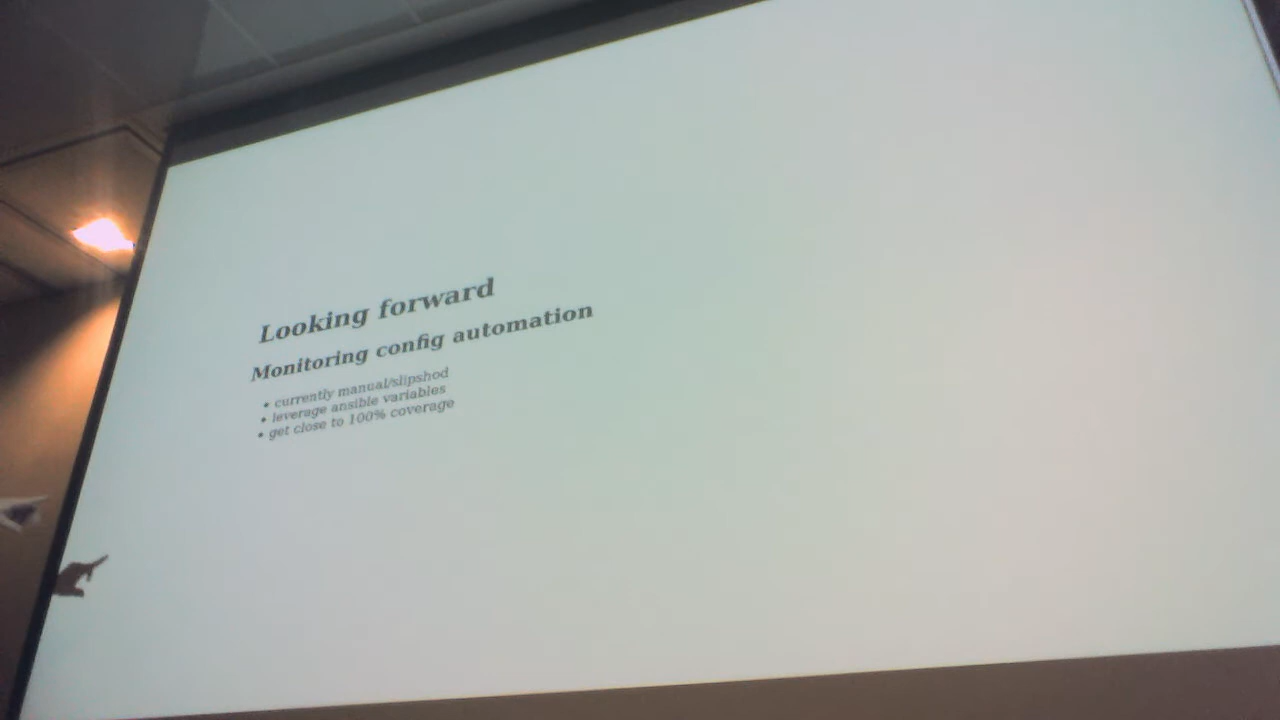 Looking forward
Monitoring config automation
• currently manual/slipshod
• leverage ansible variables
• get close to 100% coverage